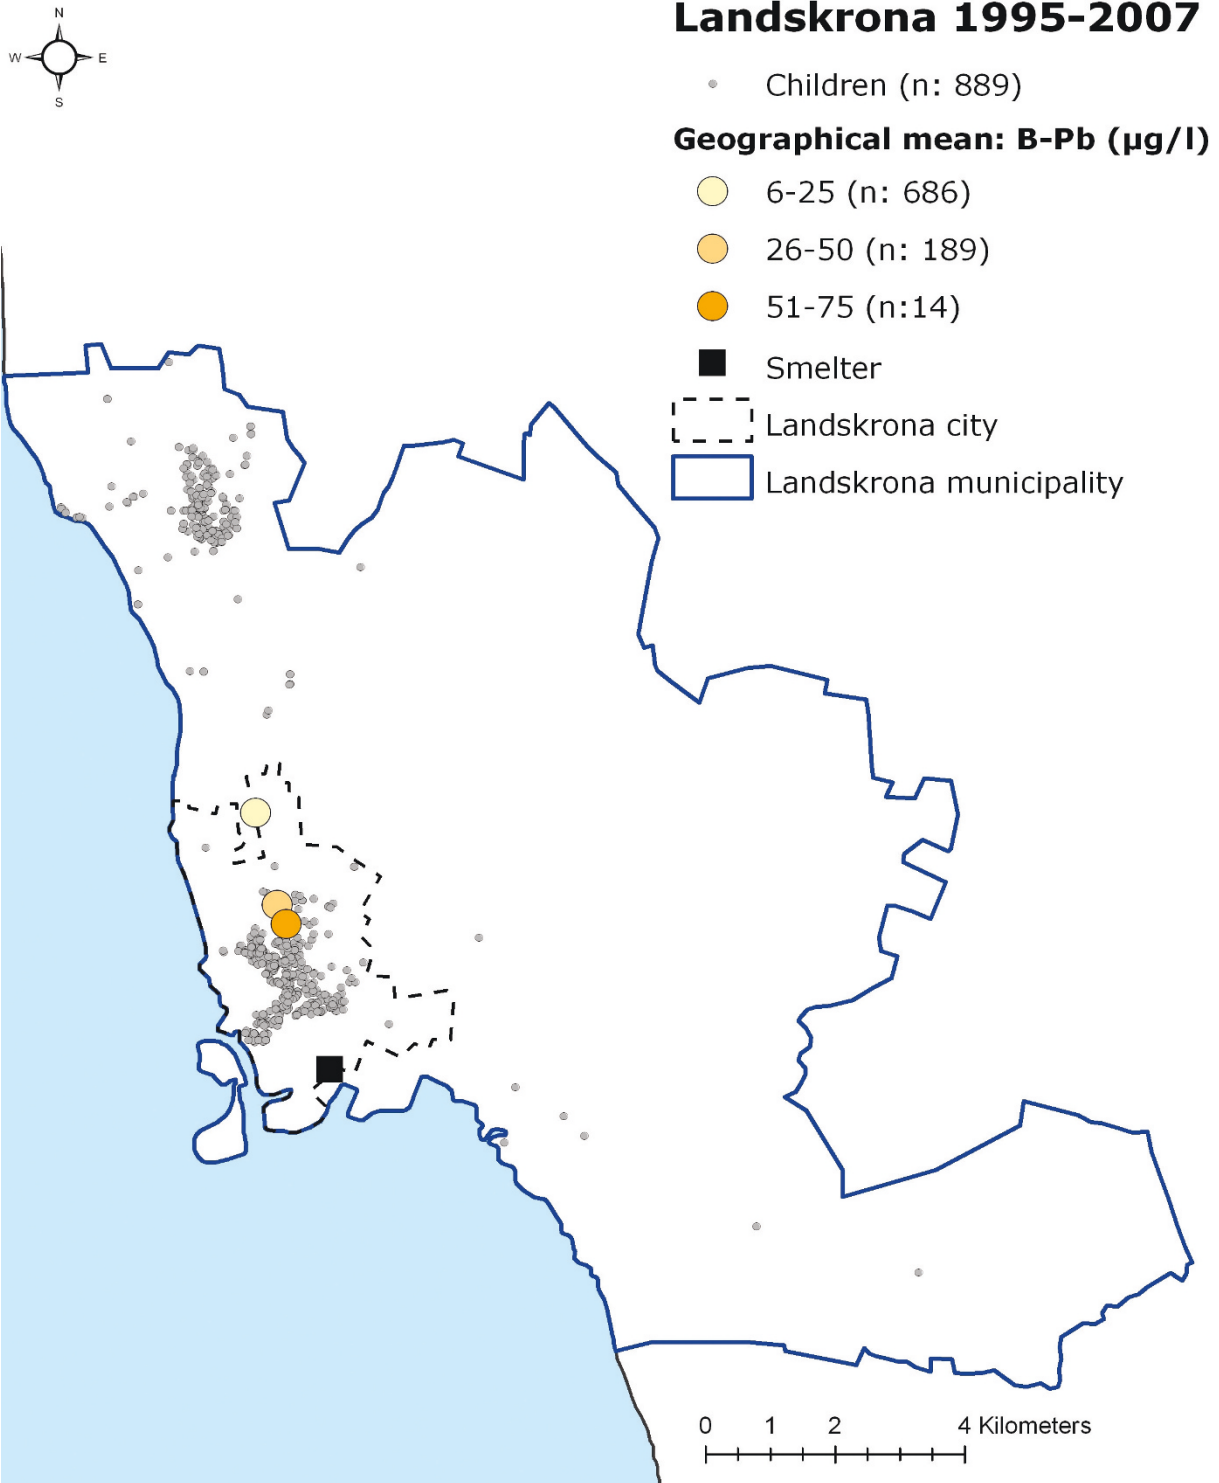 N
W E
S
Landskrona 1995-2007
Children (n: 889)
Geographical mean: B-Pb (µg/l)
6-25 (n: 686)
26-50 (n: 189)
51-75 (n:14)
Smelter
Landskrona city
Landskrona municipality
0 1 2 4 Kilometers